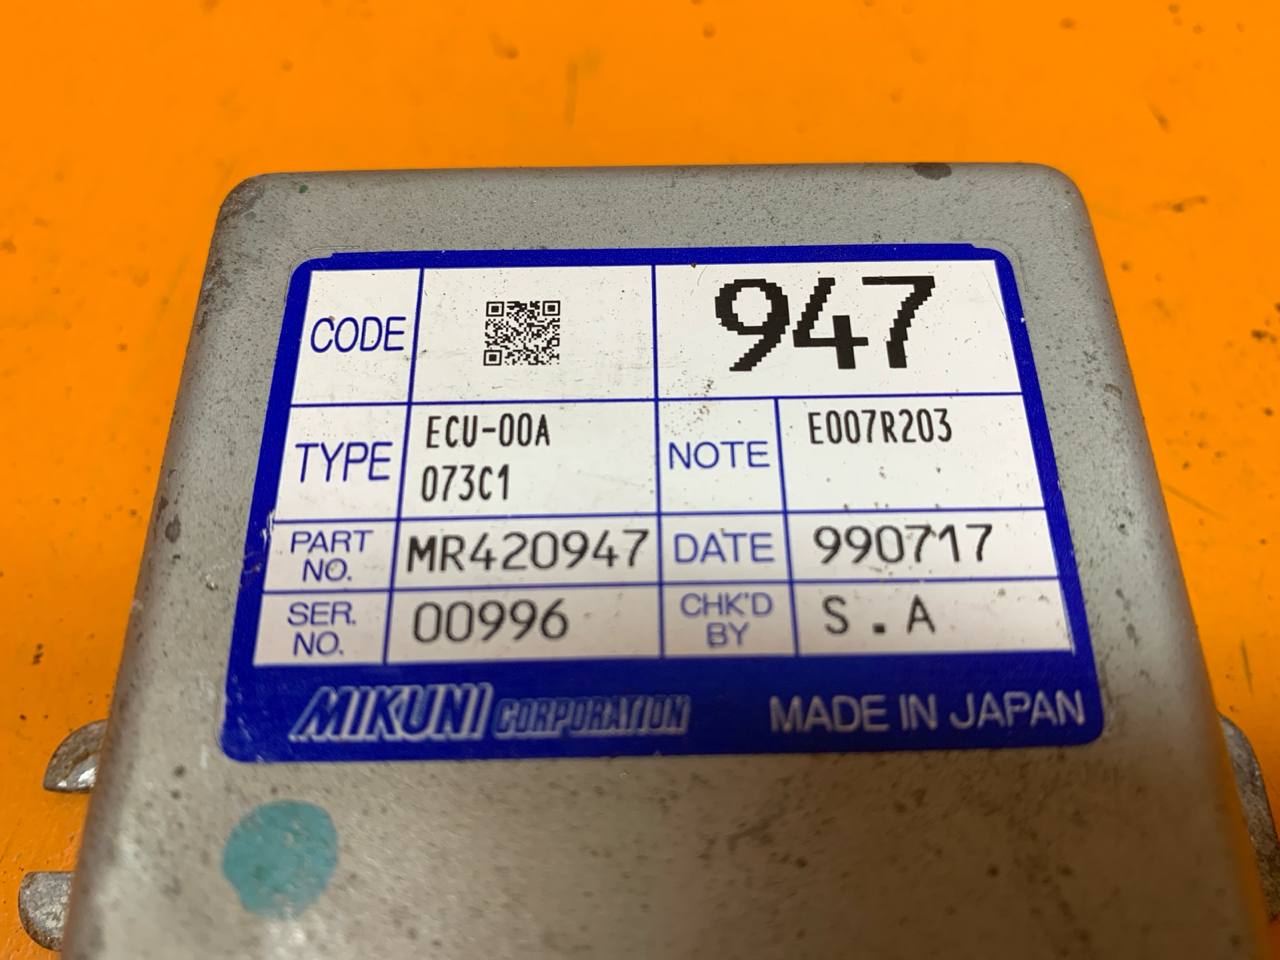 CODE 947
TYPE ECU-00A 073C1 NOTE E007R203
PART NO. MR420947 DATE 990717
SER. NO. 00996 CHK'D BY S.A
MIKUNI CORPORATION MADE IN JAPAN